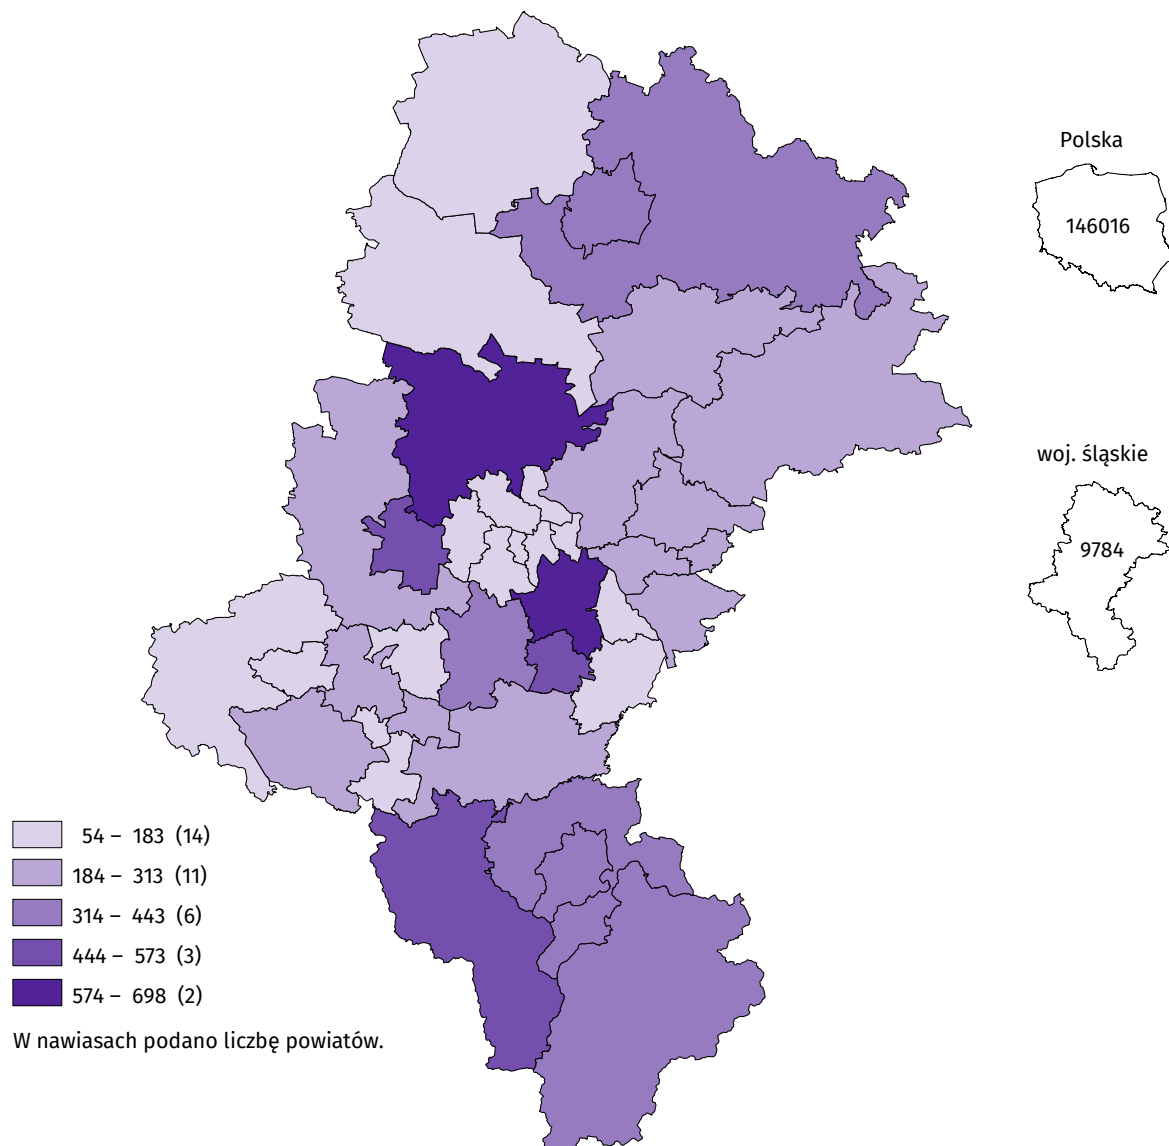 Polska
146016
woj. śląskie
9784
54 – 183 (14)
184 – 313 (11)
314 – 443 (6)
444 – 573 (3)
574 – 698 (2)
W nawiasach podano liczbę powiatów.